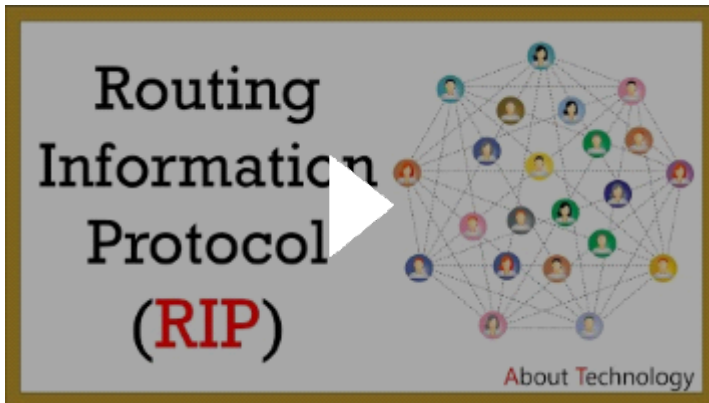 Routing
Information
Protocol
(RIP)
About Technology